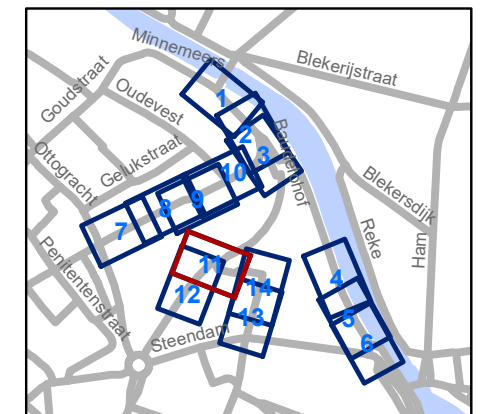 Minnemeers
Blekerijstraat
Goudstraat
Oudevest
1
2
Baudelohof
3
Ottogracht
Gelukstraat
10
9
8
7
Blekersdijk
Reke
Ham
Penitentenstraat
11
12
14
13
4
5
6
Steendam